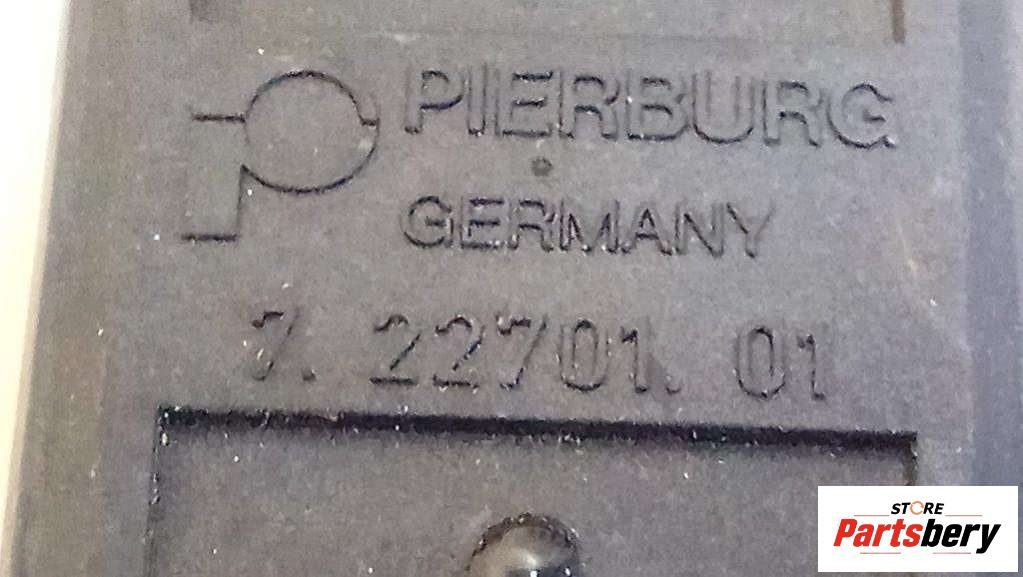 PIERBURG
GERMANY
7. 22701. 01
STORE
Partsbery